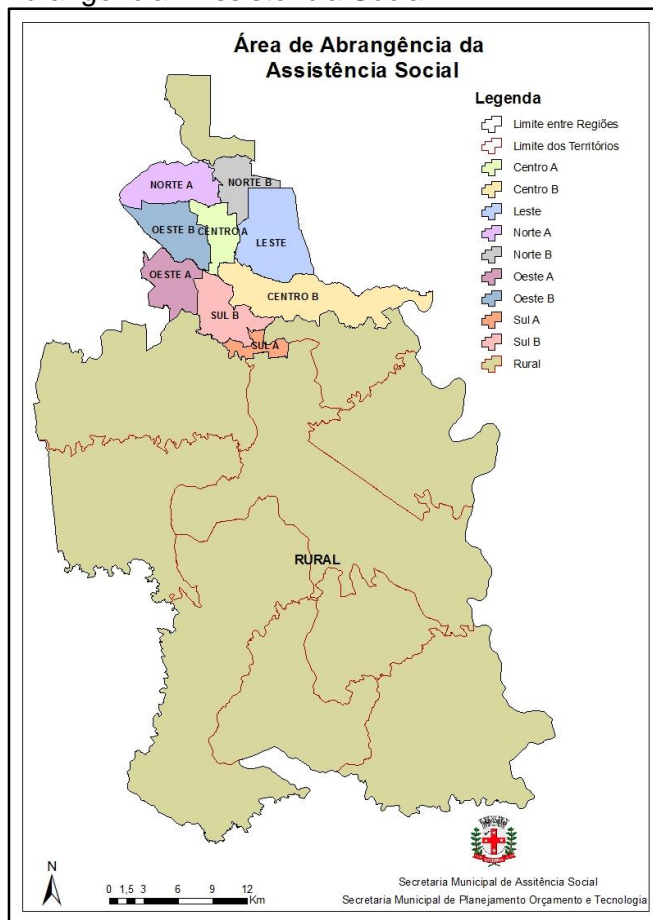 Área de Abrangência da
Assistência Social
Legenda
Limite entre Regiões
Limite dos Territórios
Centro A
Centro B
Leste
Norte A
Norte B
Oeste A
Oeste B
Sul A
Sul B
Rural
NORTE A
NORTE B
OESTE B
CENTRO A
LESTE
OESTE A
CENTRO B
SUL B
SUL A
RURAL
N
0 1,5 3 6 9 12
Km
Secretaria Municipal de Assitência Social
Secretaria Municipal de Planejamento Orçamento e Tecnologia